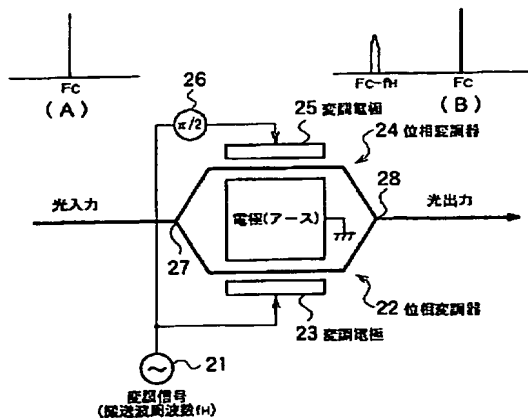 Fc
(A)
Fc-fH
Fc
(B)
26
π/2
25 変調電極
24 位相変調器
光入力
27
電極(アース)
28
光出力
22 位相変調器
23 変調電極
21
変調信号
(搬送波周波数fH)